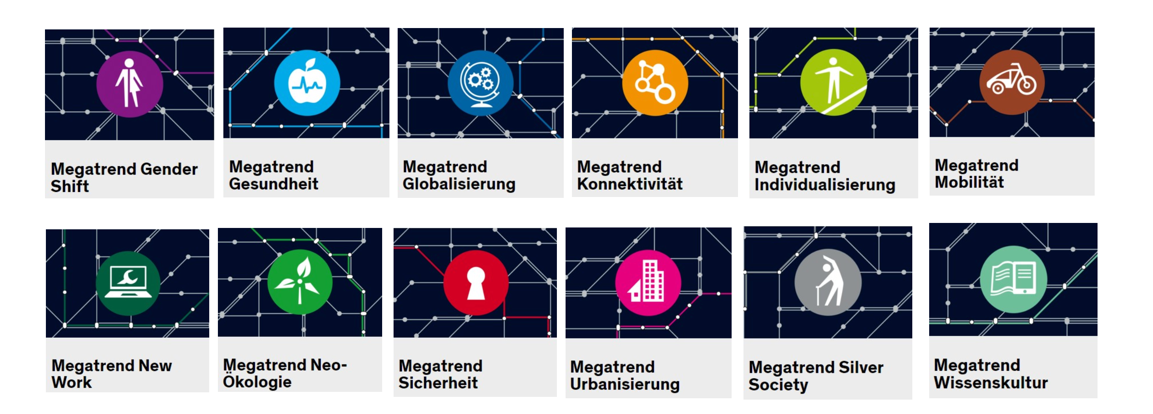 Megatrend Gender
Shift
Megatrend
Gesundheit
Megatrend
Globalisierung
Megatrend
Konnektivität
Megatrend
Individualisierung
Megatrend
Mobilität
Megatrend New
Work
Megatrend Neo-
Ökologie
Megatrend
Sicherheit
Megatrend
Urbanisierung
Megatrend Silver
Society
Megatrend
Wissenskultur